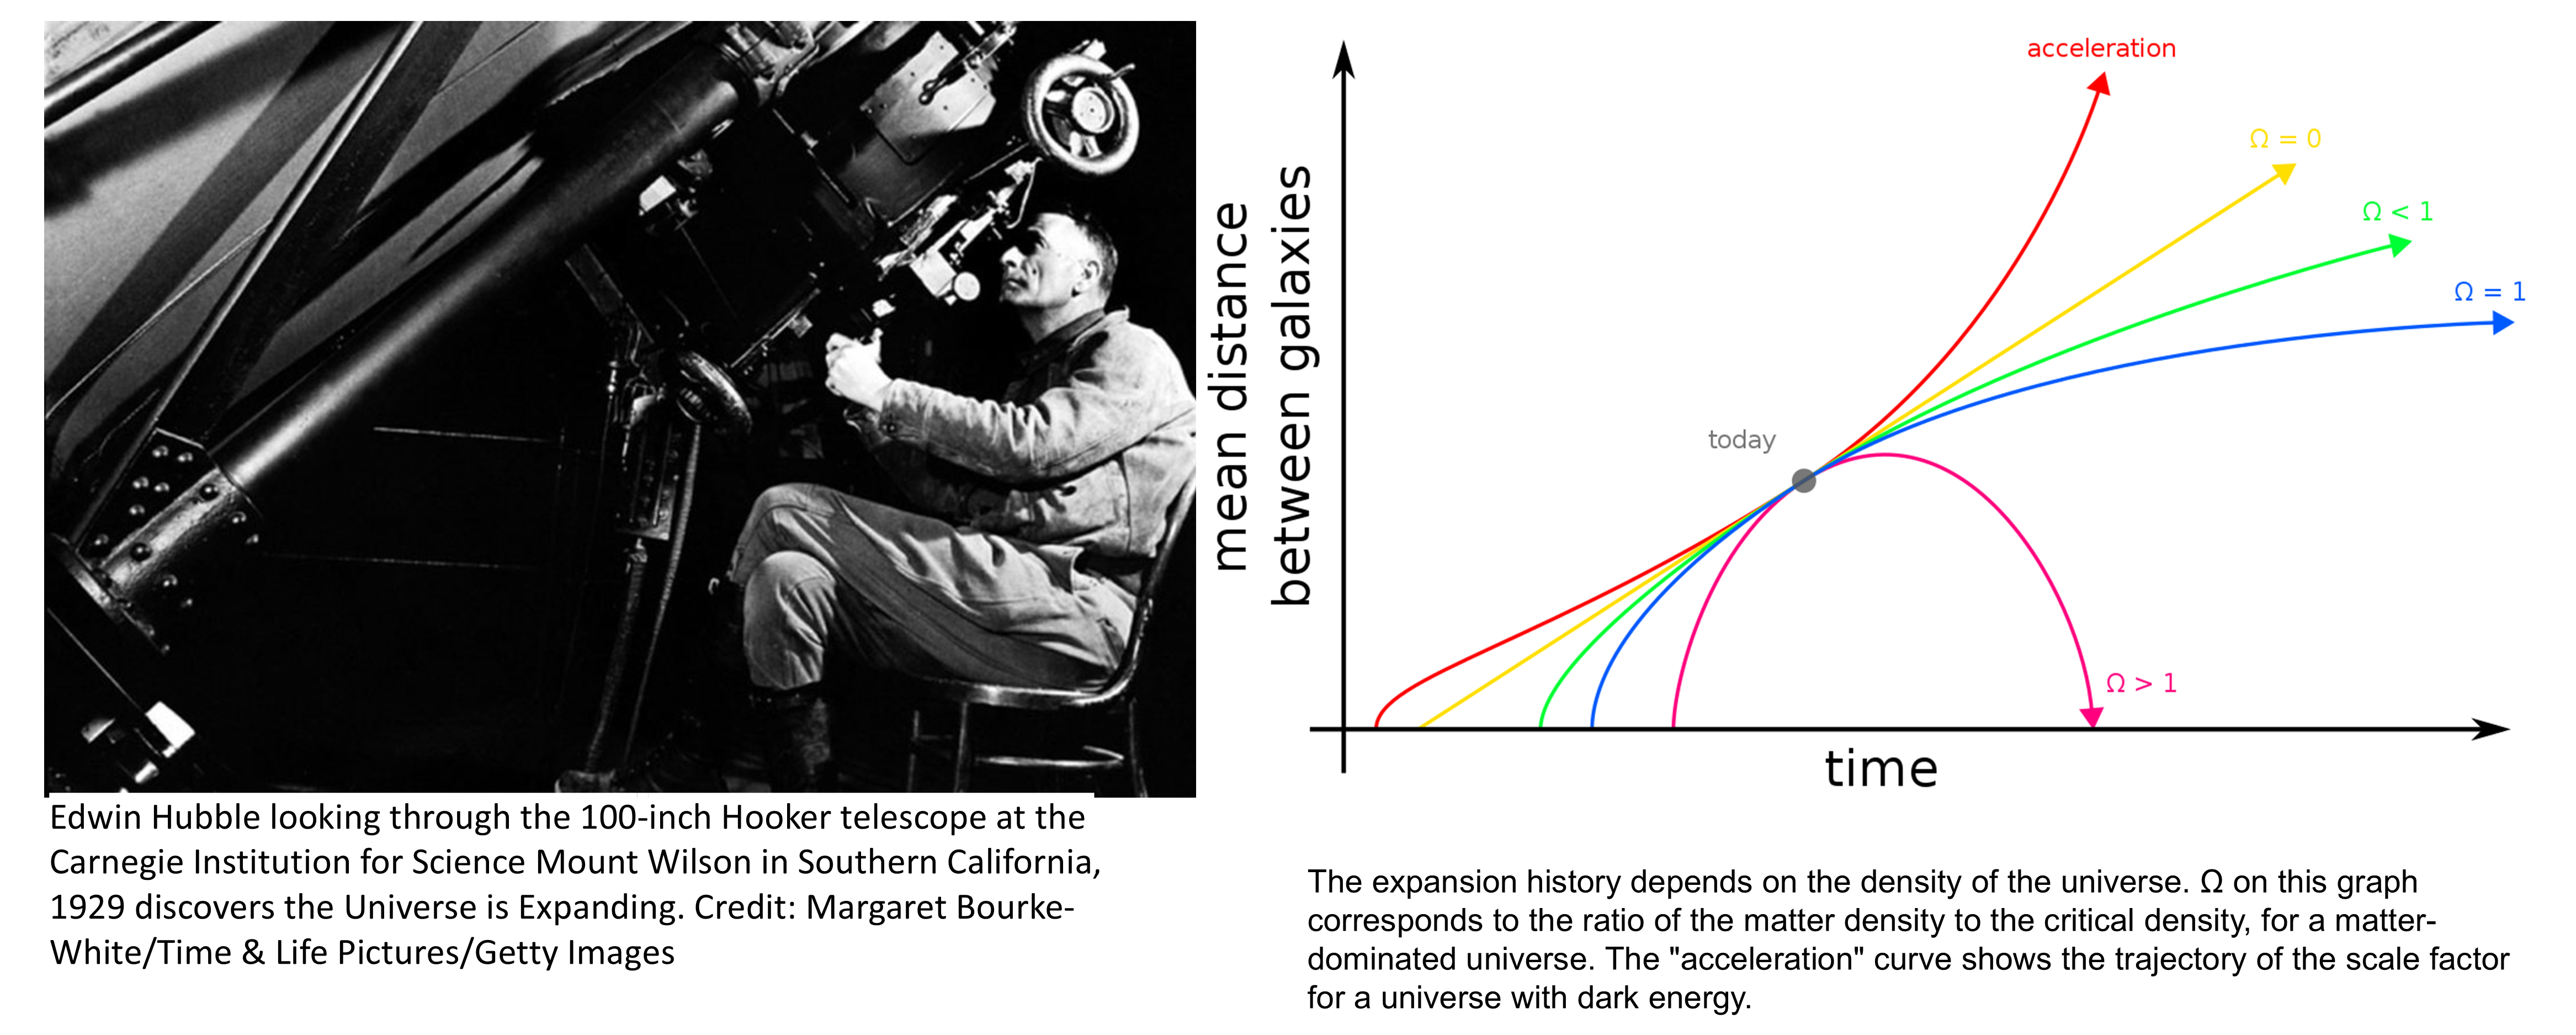 Edwin Hubble looking through the 100-inch Hooker telescope at the
Carnegie Institution for Science Mount Wilson in Southern California,
1929 discovers the Universe is Expanding. Credit: Margaret Bourke-
White/Time & Life Pictures/Getty Images
mean distance
between galaxies
acceleration
Ω = 0
Ω < 1
Ω = 1
today
Ω > 1
time
The expansion history depends on the density of the universe. Ω on this graph
corresponds to the ratio of the matter density to the critical density, for a matter-
dominated universe. The "acceleration" curve shows the trajectory of the scale factor
for a universe with dark energy.